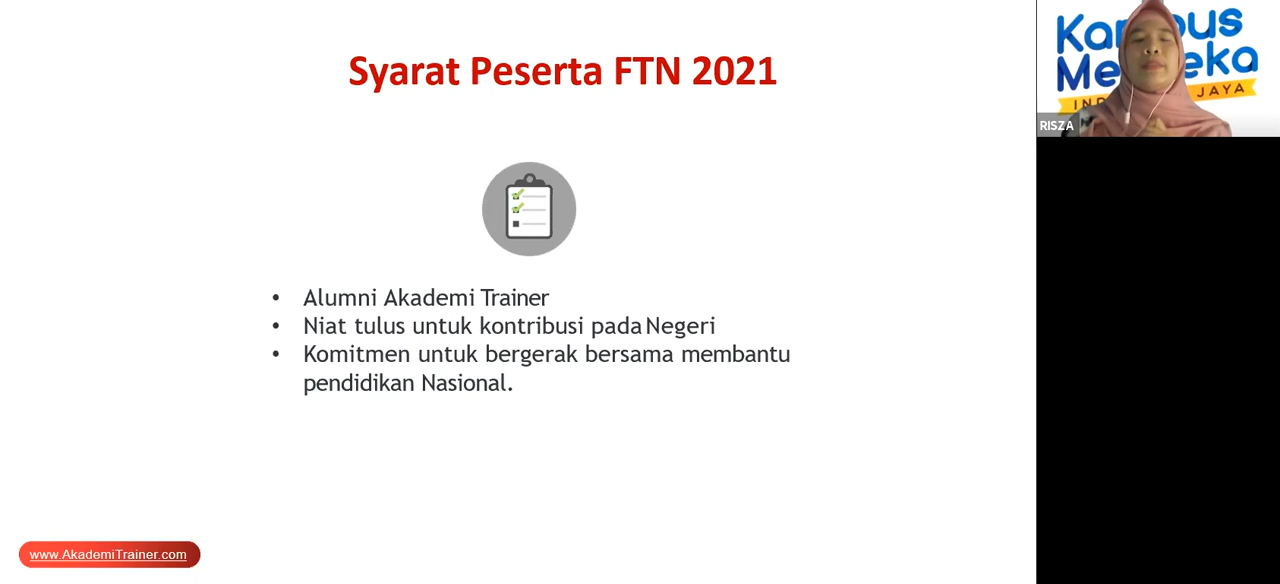 Syarat Peserta FTN 2021
• Alumni Akademi Trainer
• Niat tulus untuk kontribusi pada Negeri
• Komitmen untuk bergerak bersama membantu
pendidikan Nasional.
www.AkademiTrainer.com
RISZA
JAYA